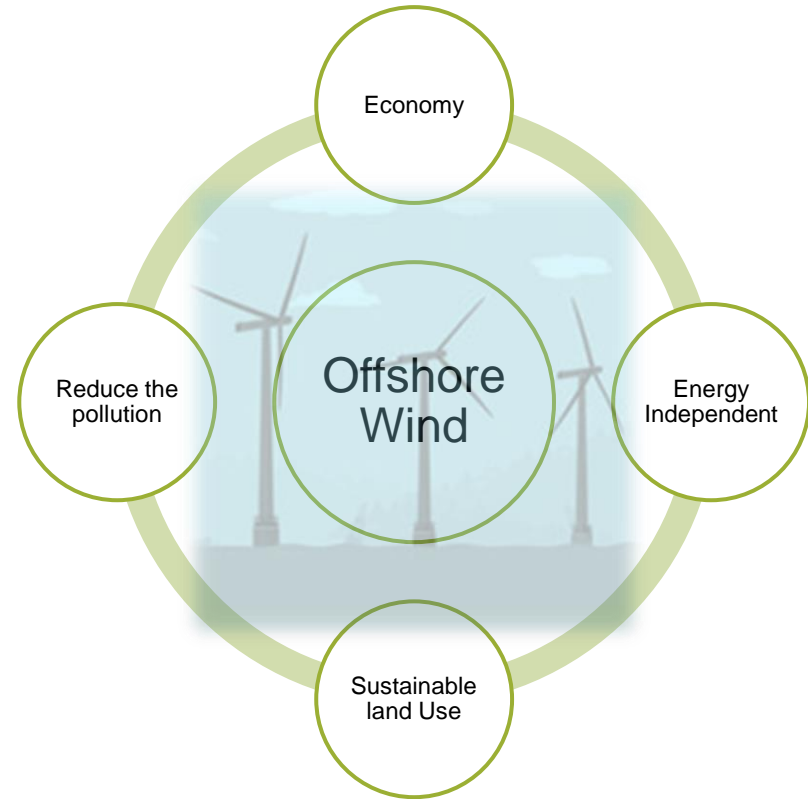 Economy
Reduce the
pollution
Offshore
Wind
Energy
Independent
Sustainable
land Use